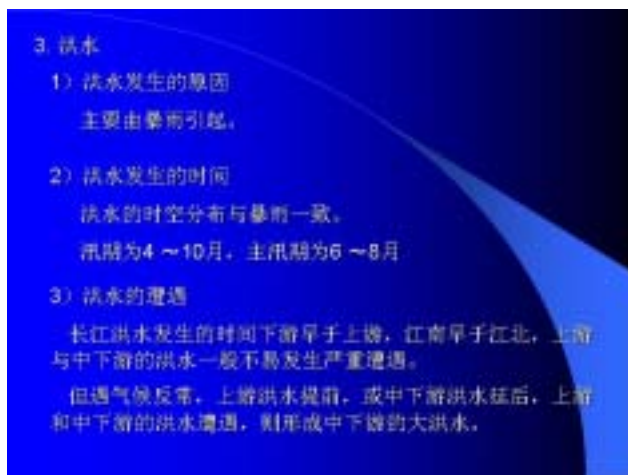 3. 洪水
1）洪水发生的原因
主要由暴雨引起。
2）洪水发生的时间
洪水的时空分布与暴雨一致。
汛期为4 ～10月，主汛期为6 ～8月
3）洪水的遭遇
长江洪水发生的时间下游早于上游，江南早于江北，上游
与中下游的洪水一般不易发生严重遭遇。
但遇气候反常，上游洪水提前，或中下游洪水延后，上游
和中下游的洪水遭遇，则形成中下游的大洪水。